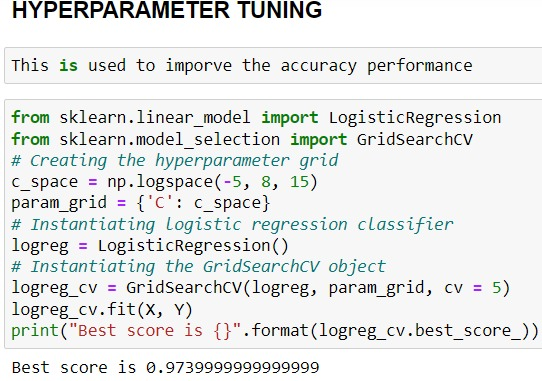 HYPERPARAMETER TUNING
This is used to imporve the accuracy performance
from sklearn.linear_model import LogisticRegression
from sklearn.model_selection import GridSearchCV
# Creating the hyperparameter grid
c_space = np.logspace(-5, 8, 15)
param_grid = {'C': c_space}
# Instantiating logistic regression classifier
logreg = LogisticRegression()
# Instantiating the GridSearchCV object
logreg_cv = GridSearchCV(logreg, param_grid, cv = 5)
logreg_cv.fit(X, Y)
print("Best score is {}".format(logreg_cv.best_score_))
Best score is 0.9739999999999999